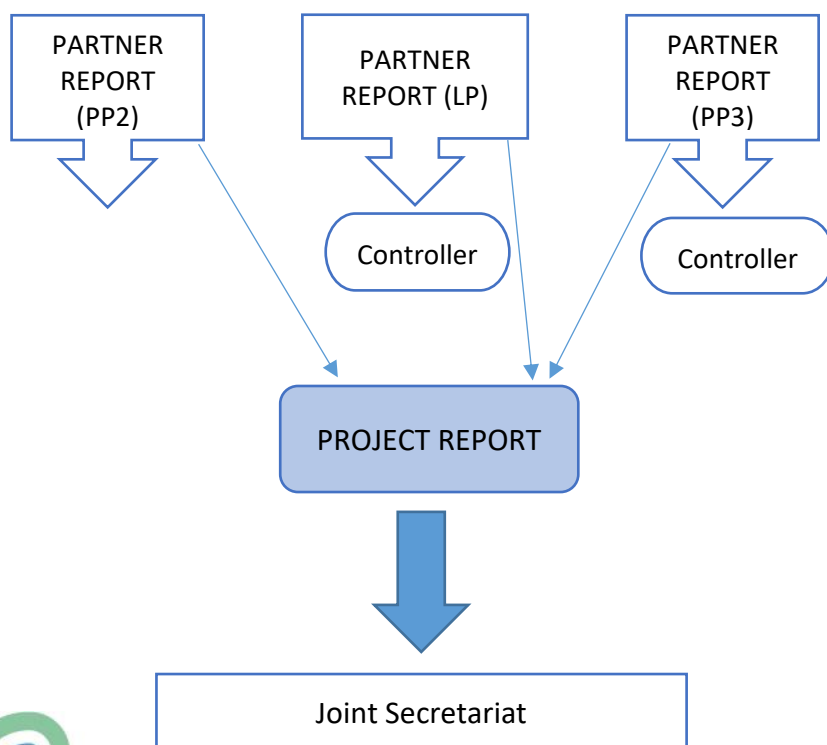 PARTNER
REPORT
(PP2)
PARTNER
REPORT (LP)
PARTNER
REPORT
(PP3)
Controller
Controller
PROJECT REPORT
Joint Secretariat